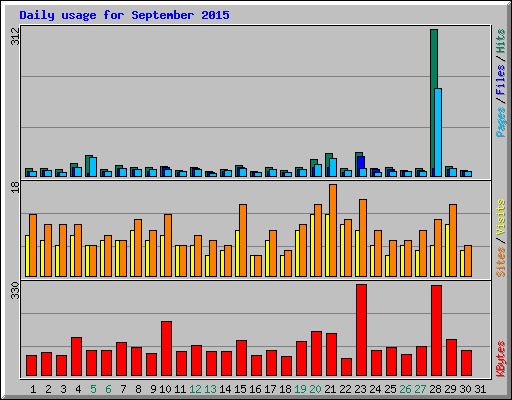 Daily usage for September 2015
312
Pages / Files / Hits
18
Sites / Visits
330
KBytes
1 2 3 4 5 6 7 8 9 10 11 12 13 14 15 16 17 18 19 20 21 22 23 24 25 26 27 28 29 30 31